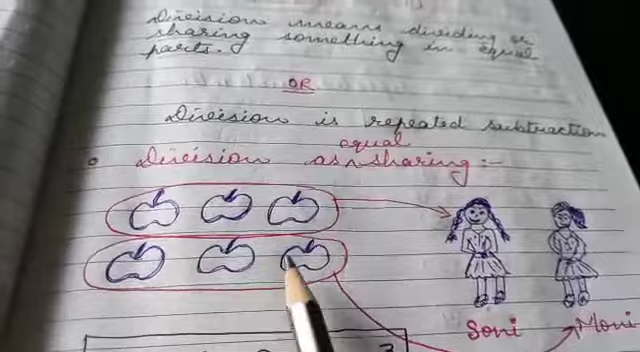 Division means dividing or
sharing something in equal
parts.
OR
Division is repeated subtraction
equal
Division as sharing :-
Soni
Moni
3